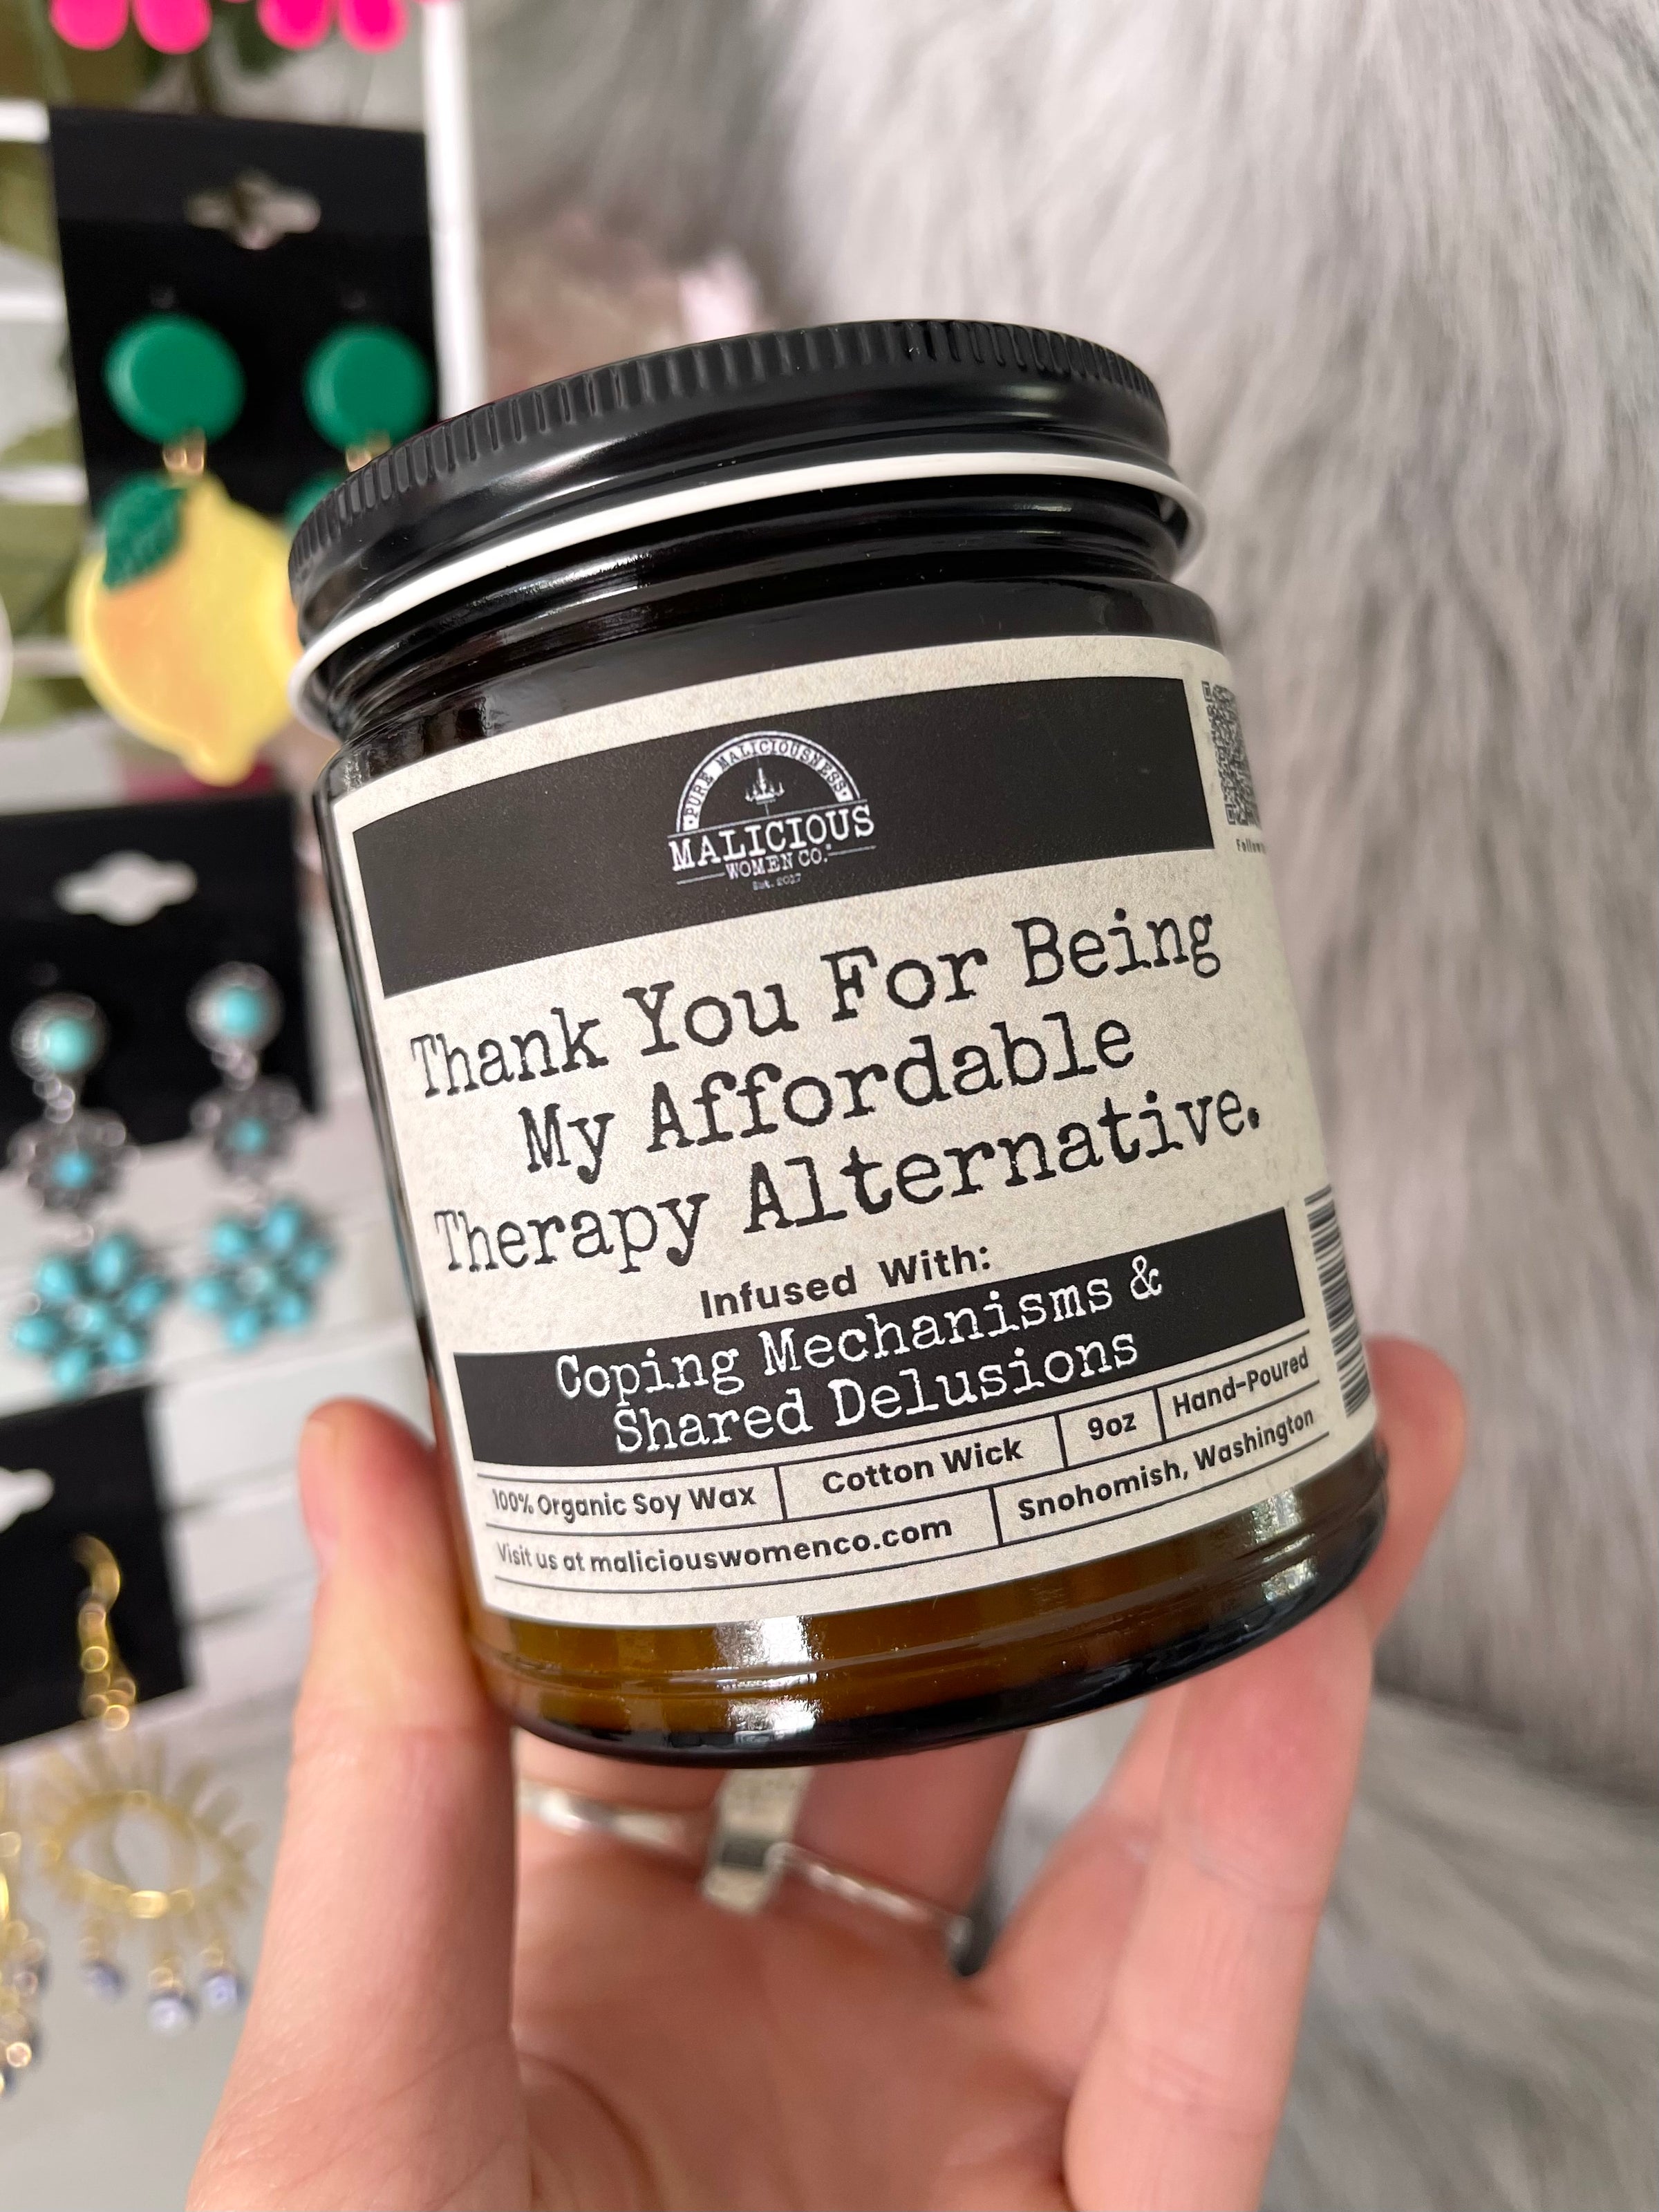 PURE MALICIOUSNESS
MALICIOUS
WOMEN CO.
Est. 2017
Thank You For Being
My Affordable
Therapy Alternative.
Infused With:
Coping Mechanisms &
Shared Delusions
100% Organic Soy Wax
Cotton Wick
9oz
Hand-Poured
Visit us at maliciouswomenco.com
Snohomish, Washington